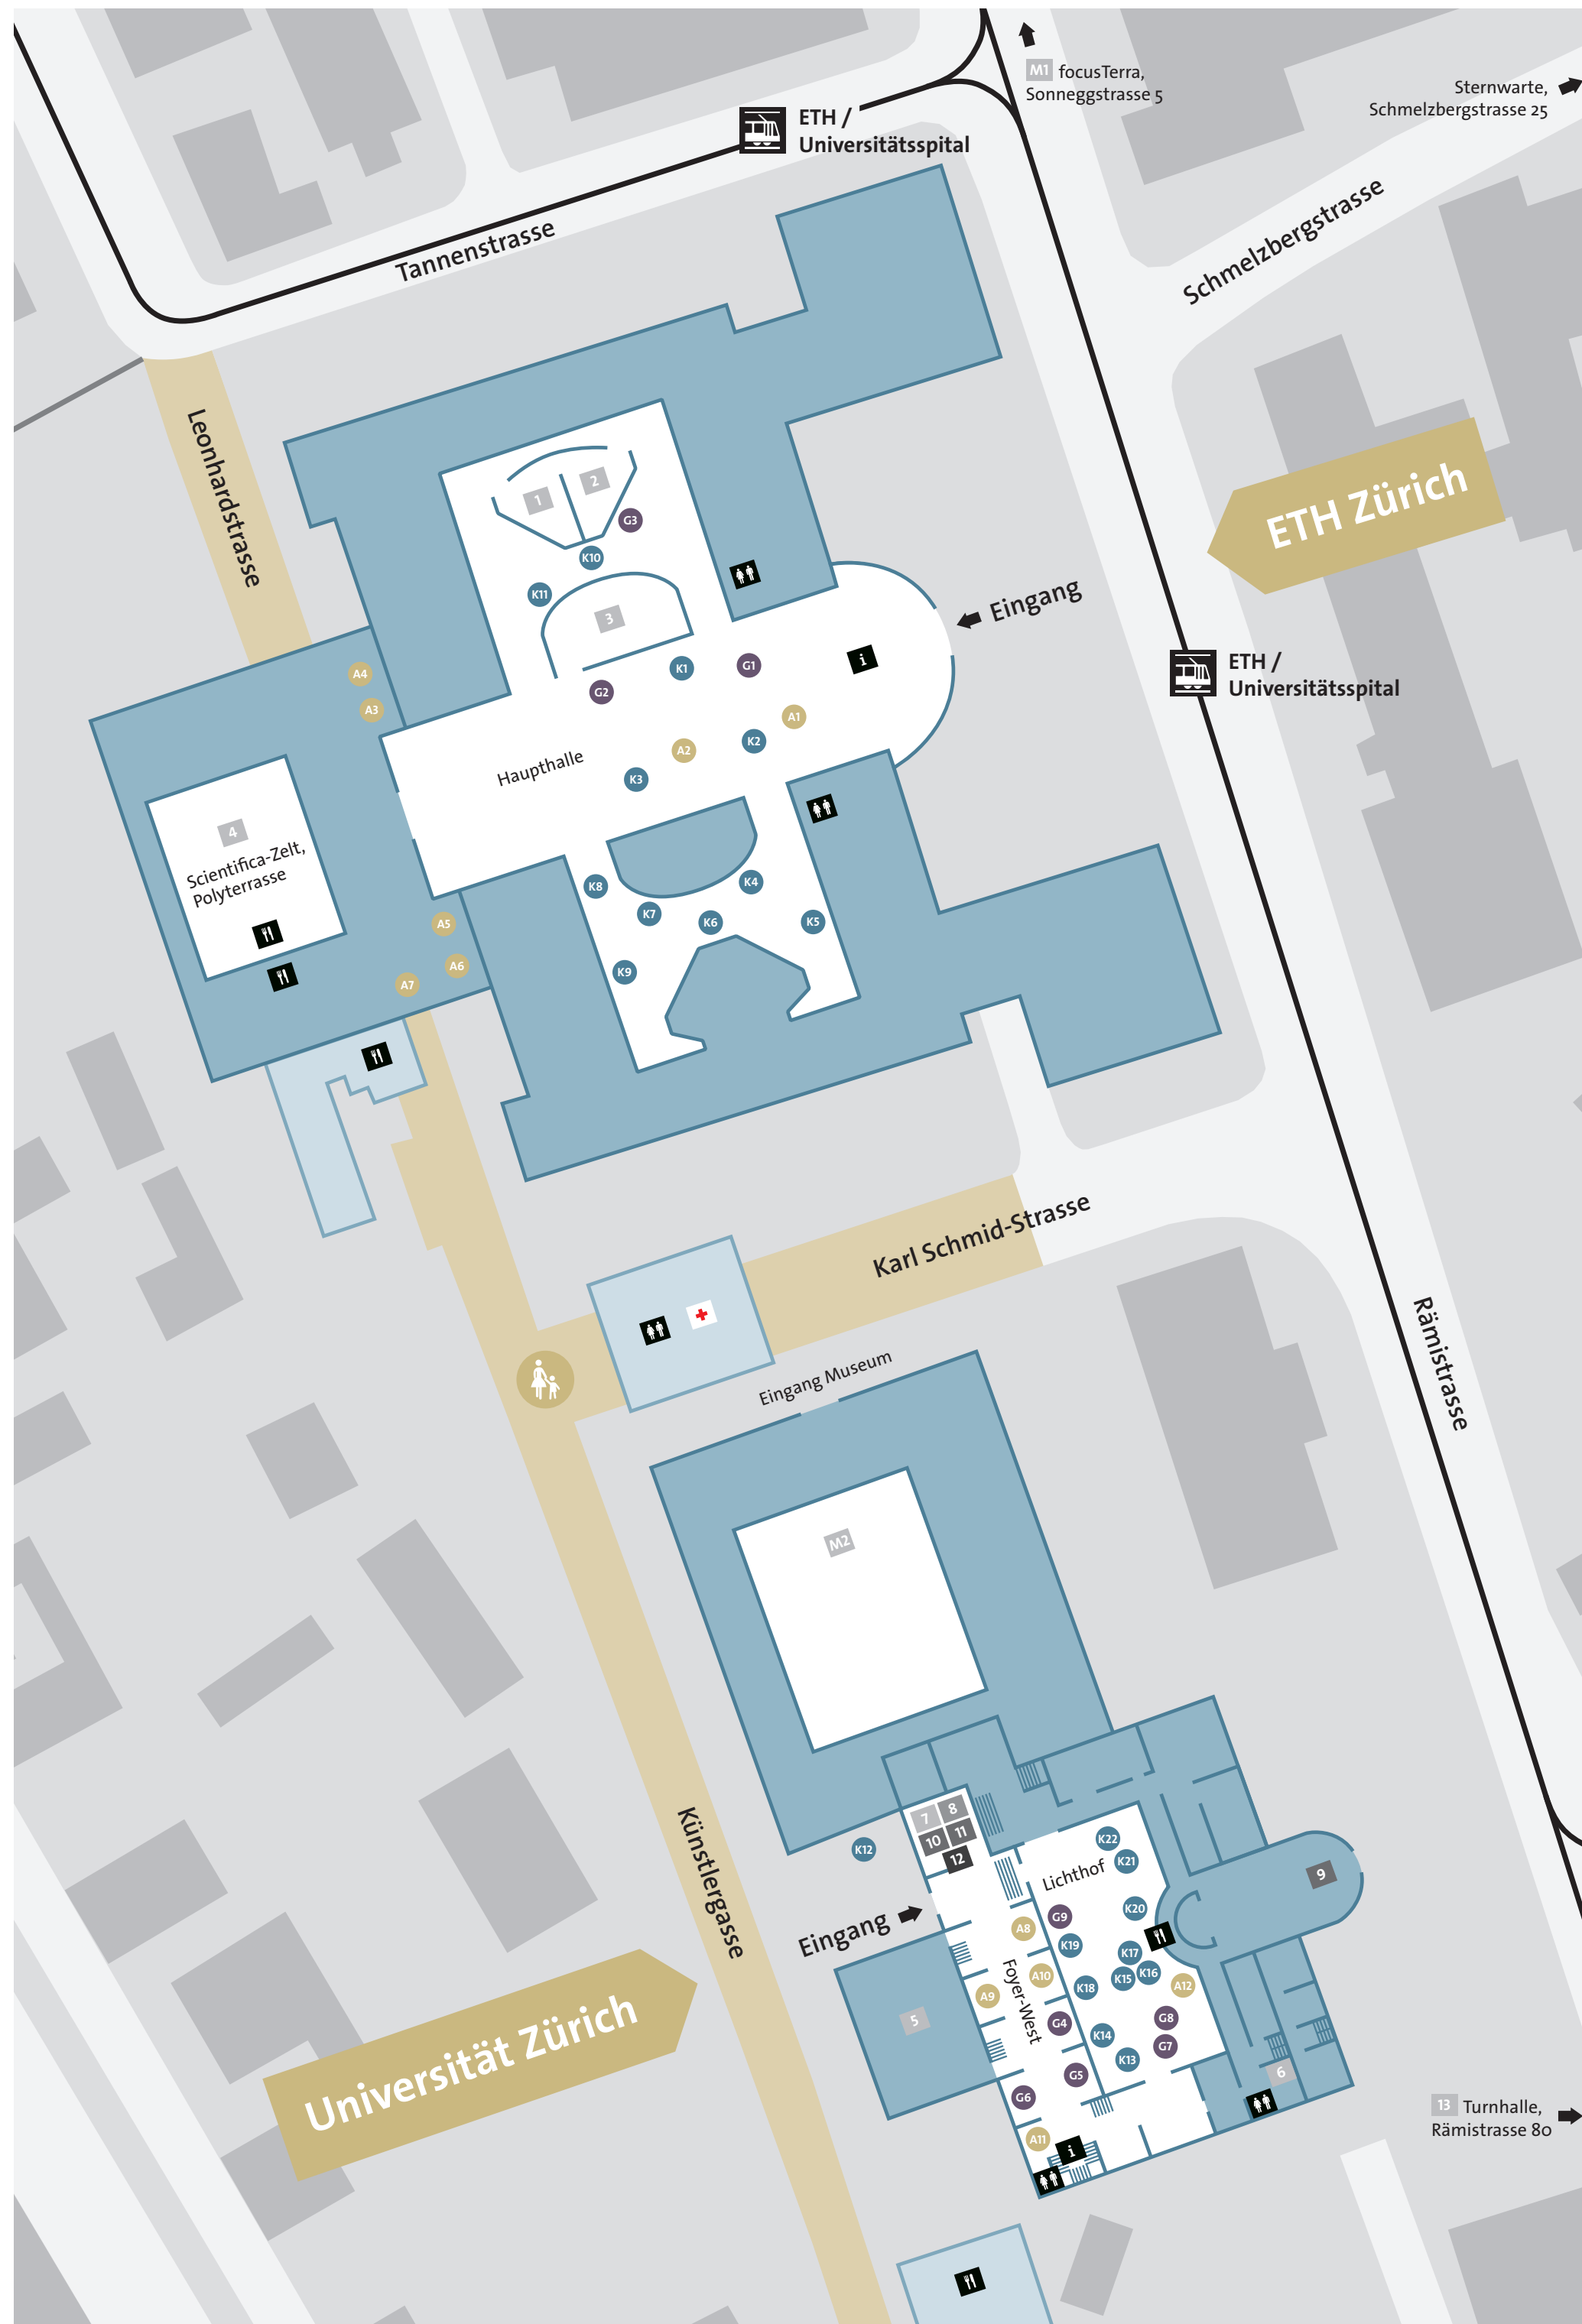 M1 focusTerra,
Sonneggstrasse 5
Sternwarte,
Schmelzbergstrasse 25
ETH /
Universitätsspital
Tannenstrasse
Schmelzbergstrasse
Leonhardstrasse
ETH Zürich
1
2
G3
K10
K11
3
Eingang
ETH /
Universitätsspital
K1
G1
i
G2
A4
A3
A1
A2
K2
K3
Haupthalle
4
Scientifica-Zelt,
Polyterrasse
K8
K4
K7
K6
K5
K9
A5
A6
A7
Karl Schmid-Strasse
Rämistrasse
Eingang Museum
M2
Künstlergasse
K12
7
8
10
11
12
K22
K21
Lichthof
9
Eingang
A8
G9
K20
K19
K17
K16
K15
K18
A12
A10
A9
Foyer-West
5
G4
G8
K14
G7
K13
G5
G6
6
A11
i
Universität Zürich
13 Turnhalle,
Rämistrasse 80